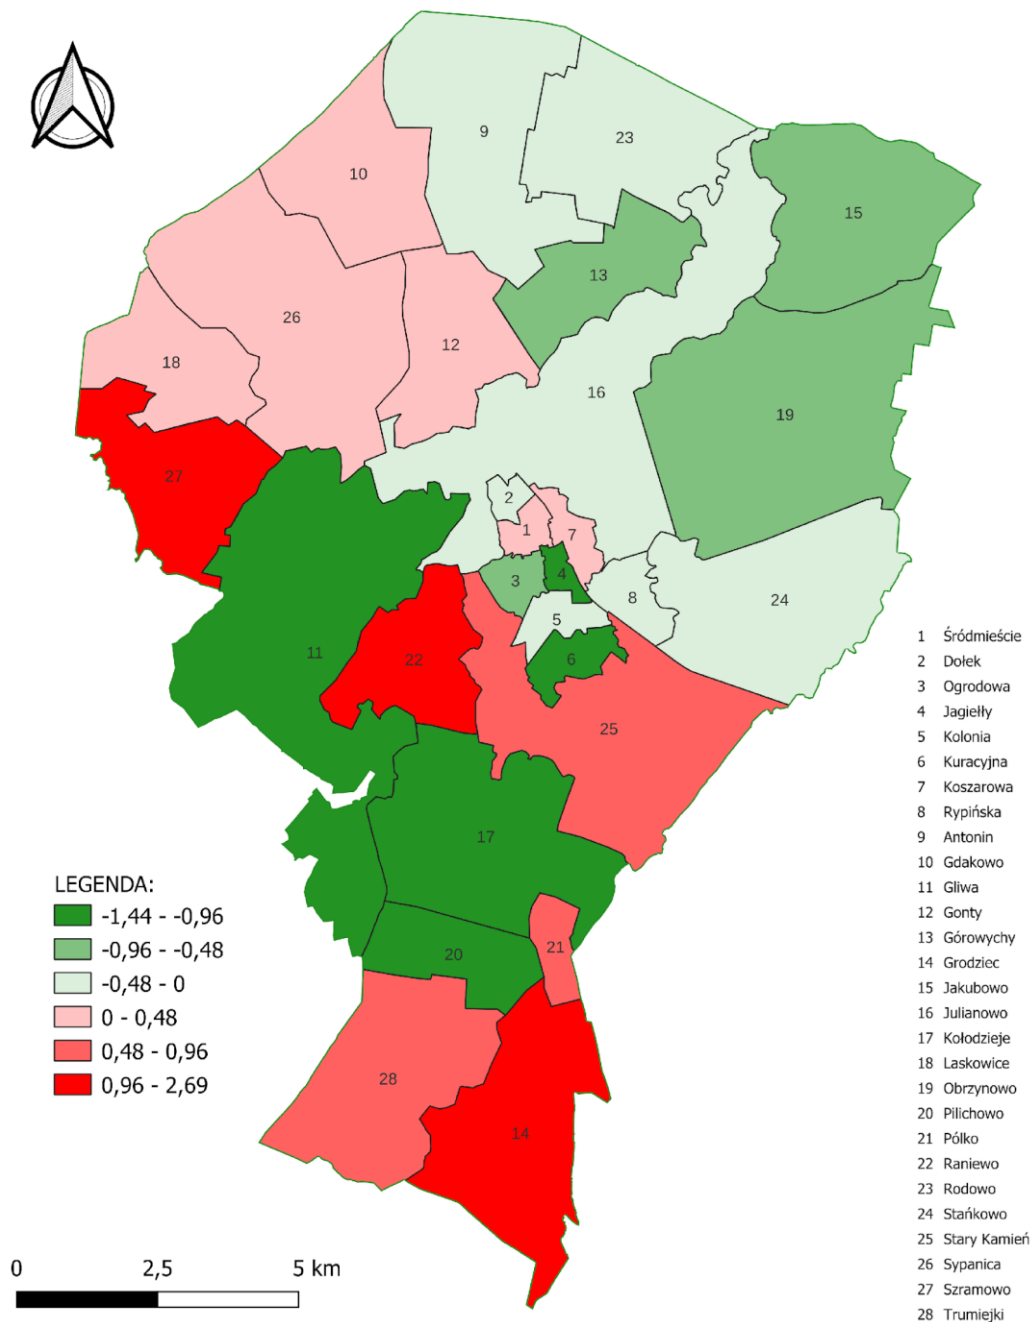 9
23
10
15
13
26
12
18
16
19
27
2
1
7
3
4
8
24
5
11
22
6
25
17
21
20
28
14
LEGENDA:
-1,44 - -0,96
-0,96 - -0,48
-0,48 - 0
0 - 0,48
0,48 - 0,96
0,96 - 2,69
0 2,5 5 km
1 Śródmieście
2 Dołek
3 Ogrodowa
4 Jagiełły
5 Kolonia
6 Kuracyjna
7 Koszarowa
8 Rypińska
9 Antonin
10 Gdakowo
11 Gliwa
12 Gonty
13 Górowychy
14 Grodziec
15 Jakubowo
16 Julianowo
17 Kołodzieje
18 Laskowice
19 Obrzynowo
20 Pilichowo
21 Pólko
22 Raniewo
23 Rodowo
24 Stańkowo
25 Stary Kamień
26 Sypanica
27 Szramowo
28 Trumiejki